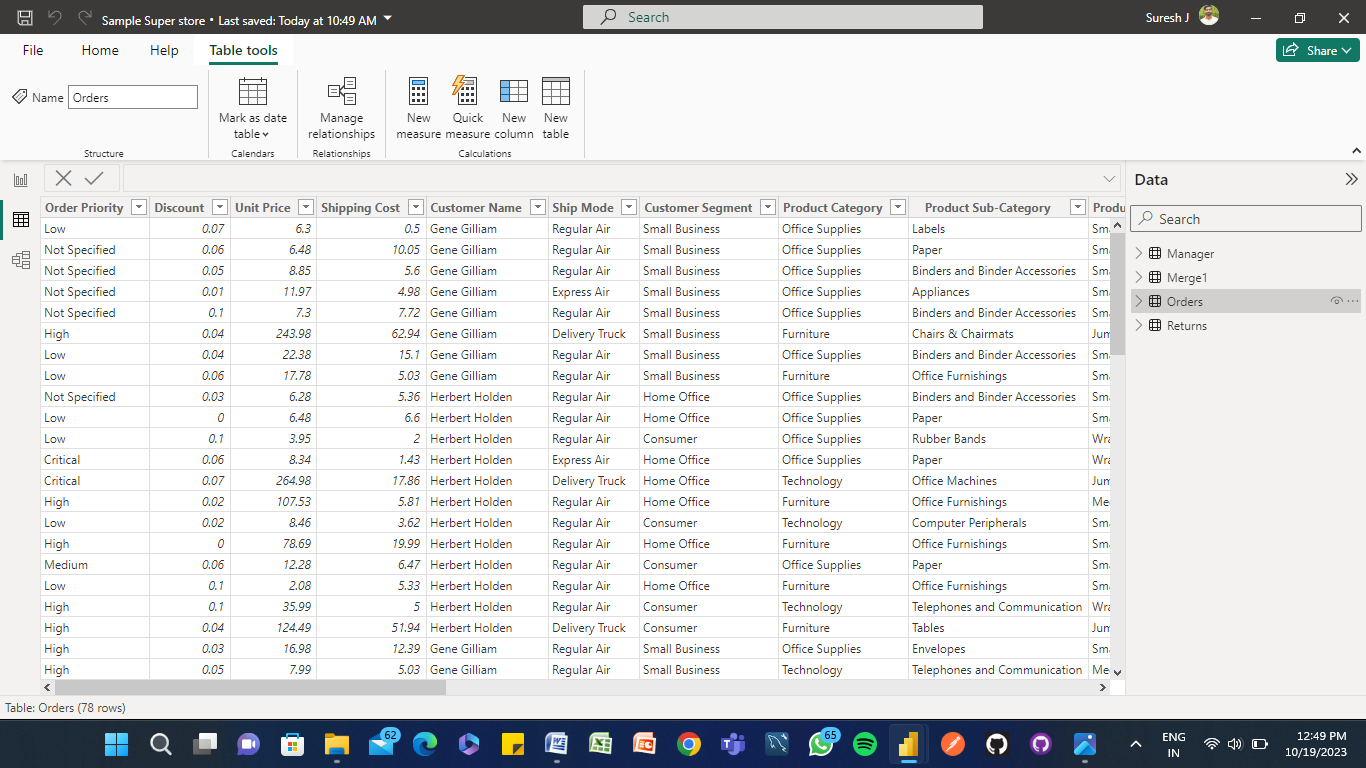 Sample Super store • Last saved: Today at 10:49 AM
Search
Suresh J
File Home Help Table tools
Share
Name Orders
Mark as date table
Manage relationships
New measure
Quick measure
New column
New table
Structure Calendars Relationships Calculations
Order Priority Discount Unit Price Shipping Cost Customer Name Ship Mode Customer Segment Product Category Product Sub-Category Produ
Low 0.07 6.3 0.5 Gene Gilliam Regular Air Small Business Office Supplies Labels Sm
Not Specified 0.06 6.48 10.05 Gene Gilliam Regular Air Small Business Office Supplies Paper Sm
Not Specified 0.05 8.85 5.6 Gene Gilliam Regular Air Small Business Office Supplies Binders and Binder Accessories Sm
Not Specified 0.01 11.97 4.98 Gene Gilliam Express Air Small Business Office Supplies Appliances Sm
Not Specified 0.1 7.3 7.72 Gene Gilliam Regular Air Small Business Office Supplies Binders and Binder Accessories Sm
High 0.04 243.98 62.94 Gene Gilliam Delivery Truck Small Business Furniture Chairs & Chairmats Jum
Low 0.04 22.38 15.1 Gene Gilliam Regular Air Small Business Office Supplies Binders and Binder Accessories Sm
Low 0.06 17.78 5.03 Gene Gilliam Regular Air Small Business Furniture Office Furnishings Sm
Not Specified 0.03 6.28 5.36 Herbert Holden Regular Air Home Office Office Supplies Binders and Binder Accessories Sm
Low 0 6.48 6.6 Herbert Holden Regular Air Home Office Office Supplies Paper Sm
Low 0.1 3.95 2 Herbert Holden Regular Air Consumer Office Supplies Rubber Bands Wra
Critical 0.06 8.34 1.43 Herbert Holden Express Air Home Office Office Supplies Paper Wra
Critical 0.07 264.98 17.86 Herbert Holden Delivery Truck Home Office Technology Office Machines Jum
High 0.02 107.53 5.81 Herbert Holden Regular Air Home Office Furniture Office Furnishings Me
Low 0.02 8.46 3.62 Herbert Holden Regular Air Consumer Technology Computer Peripherals Sm
High 0 78.69 19.99 Herbert Holden Regular Air Home Office Furniture Office Furnishings Sm
Medium 0.06 12.28 6.47 Herbert Holden Regular Air Consumer Office Supplies Paper Sm
Low 0.1 2.08 5.33 Herbert Holden Regular Air Home Office Furniture Office Furnishings Sm
High 0.1 35.99 5 Herbert Holden Regular Air Consumer Technology Telephones and Communication Wra
High 0.04 124.49 51.94 Herbert Holden Delivery Truck Consumer Furniture Tables Jum
High 0.03 16.98 12.39 Gene Gilliam Regular Air Small Business Office Supplies Envelopes Sm
High 0.05 7.99 5.03 Gene Gilliam Regular Air Small Business Technology Telephones and Communication Me
Data
Search
Manager
Merge1
Orders
Returns
Table: Orders (78 rows)
62
65
ENG
IN
12:49 PM
10/19/2023